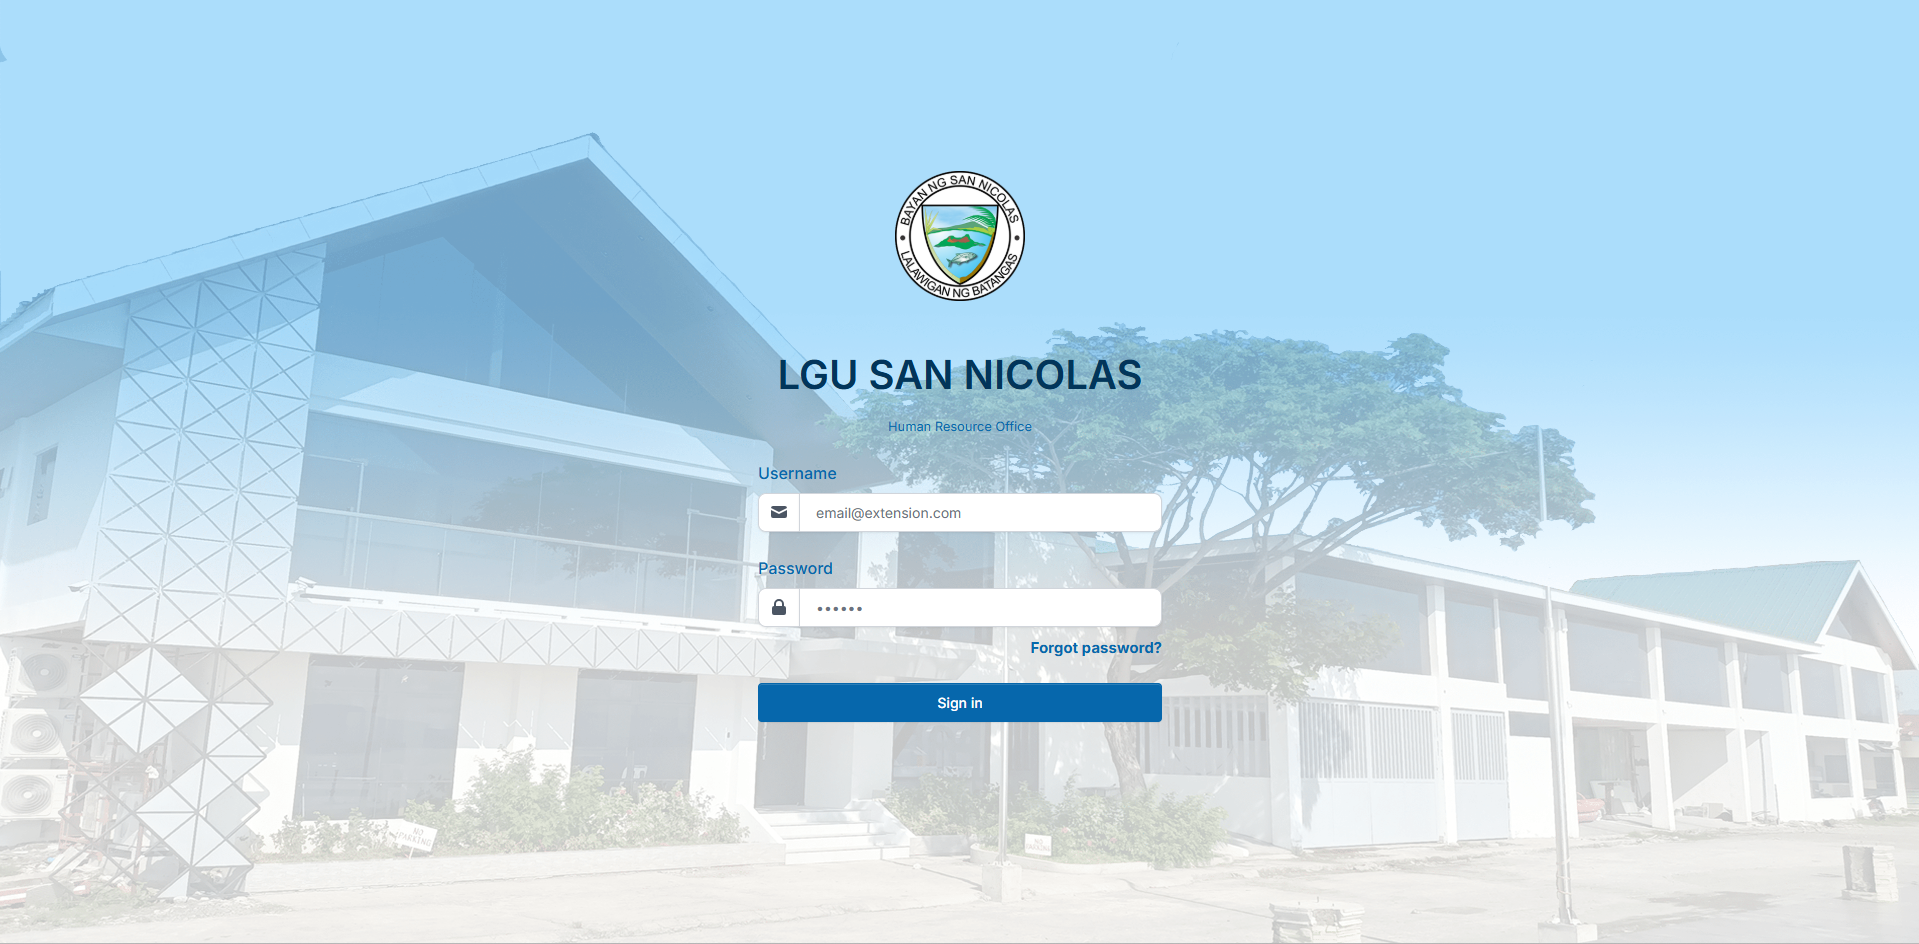 BAYAN NG SAN NICOLAS
LALAWIGAN NG BATANGAS
LGU SAN NICOLAS
Human Resource Office
Username
email@extension.com
Password
••••••
Forgot password?
Sign in
NO
PARKING